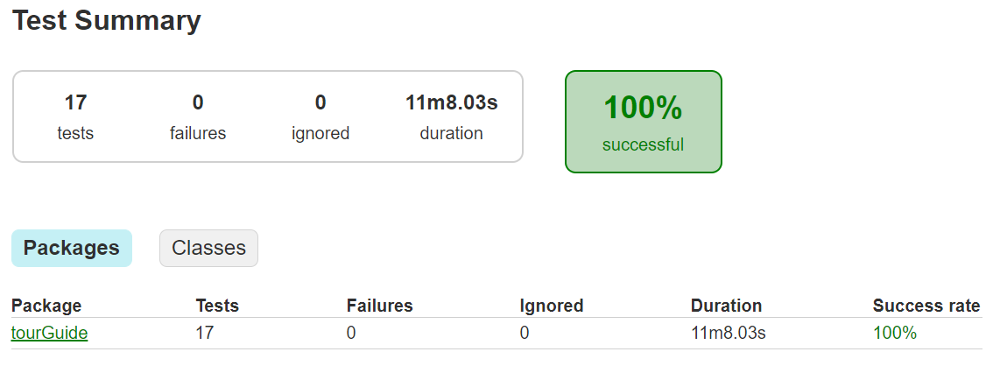 Test Summary
17 0 0 11m8.03s
tests failures ignored duration
100%
successful
Packages Classes
Package Tests Failures Ignored Duration Success rate
tourGuide 17 0 0 11m8.03s 100%